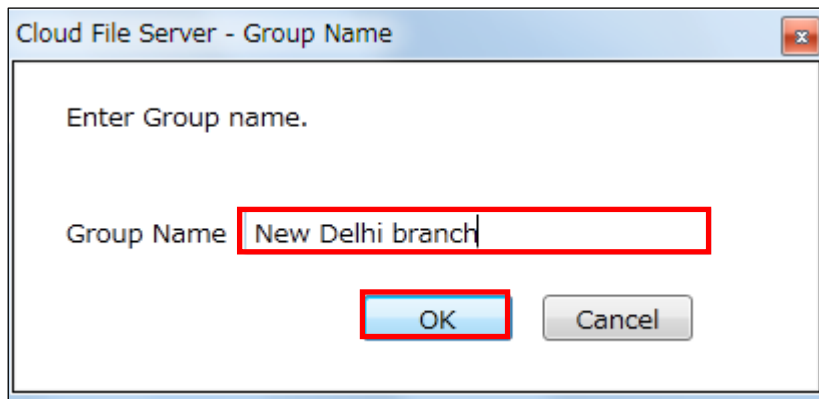 Cloud File Server - Group Name
Enter Group name.
Group Name New Delhi branch
OK Cancel